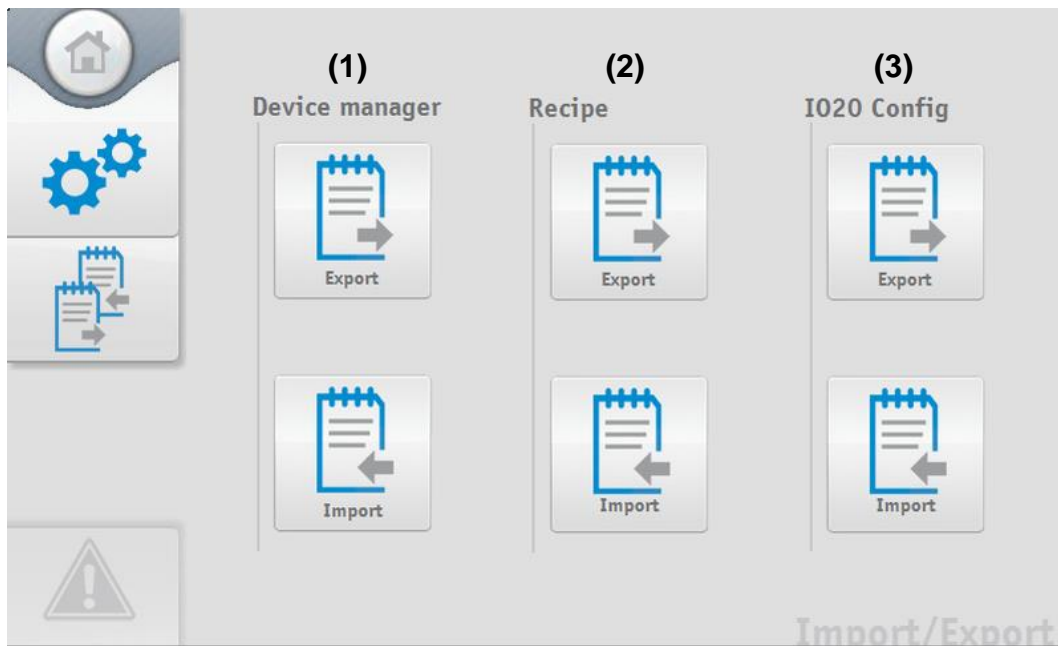 (1) (2) (3)
Device manager Recipe IO20 Config
Export Export Export
Import Import Import
Import/Export